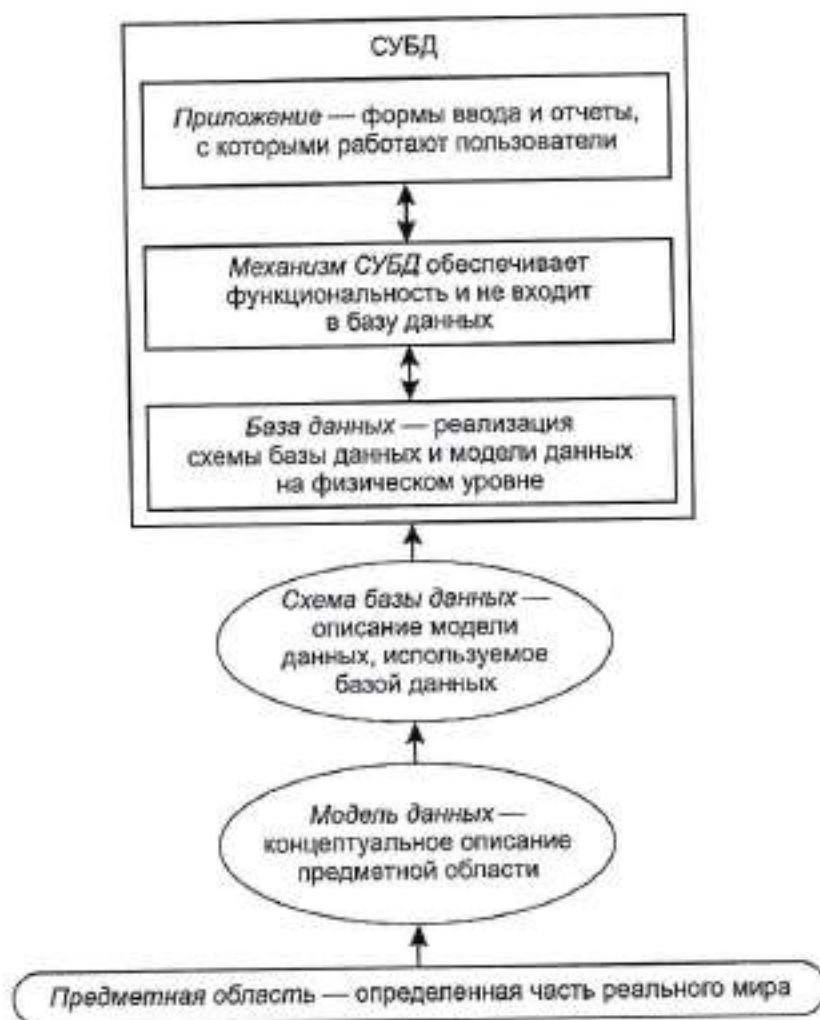 СУБД
Приложение — формы ввода и отчеты,
с которыми работают пользователи
Механизм СУБД обеспечивает
функциональность и не входит
в базу данных
База данных — реализация
схемы базы данных и модели данных
на физическом уровне
Схема базы данных —
описание модели
данных, используемое
базой данных
Модель данных —
концептуальное описание
предметной области
Предметная область — определенная часть реального мира